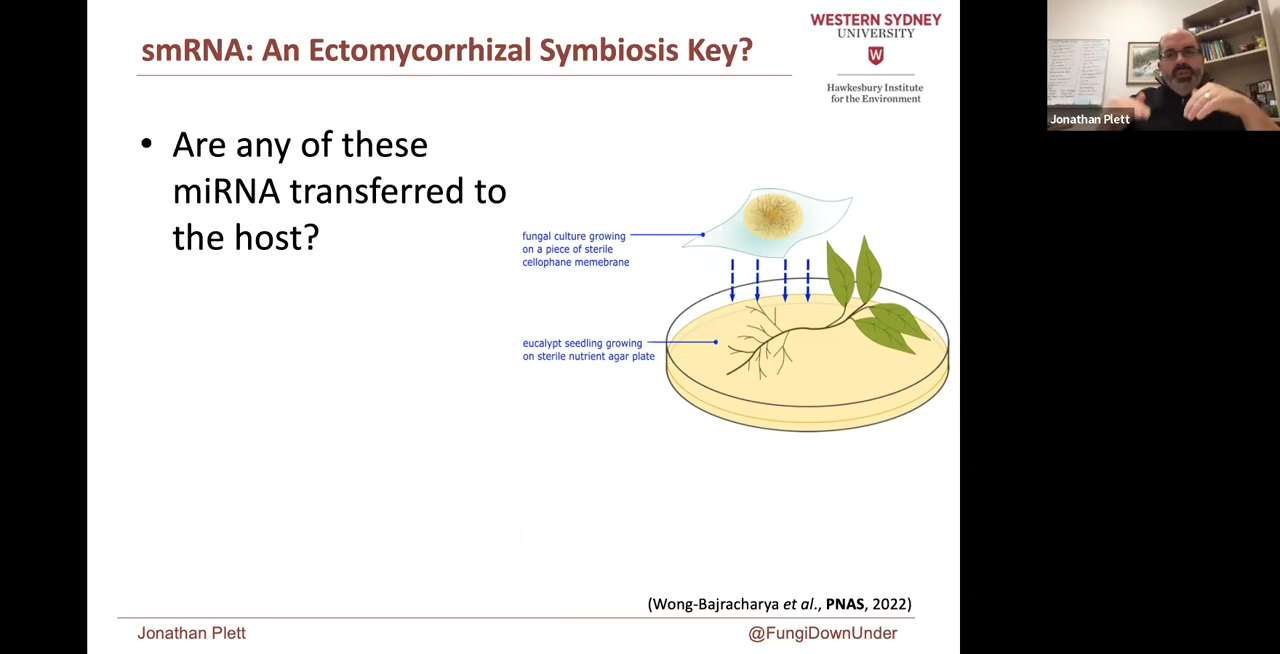 smRNA: An Ectomycorrhizal Symbiosis Key?
WESTERN SYDNEY
UNIVERSITY
W
Hawkesbury Institute
for the Environment
Jonathan Plett
• Are any of these
miRNA transferred to
the host?
fungal culture growing
on a piece of sterile
cellophane memebrane
eucalypt seedling growing
on sterile nutrient agar plate
(Wong-Bajracharya et al., PNAS, 2022)
Jonathan Plett
@FungiDownUnder